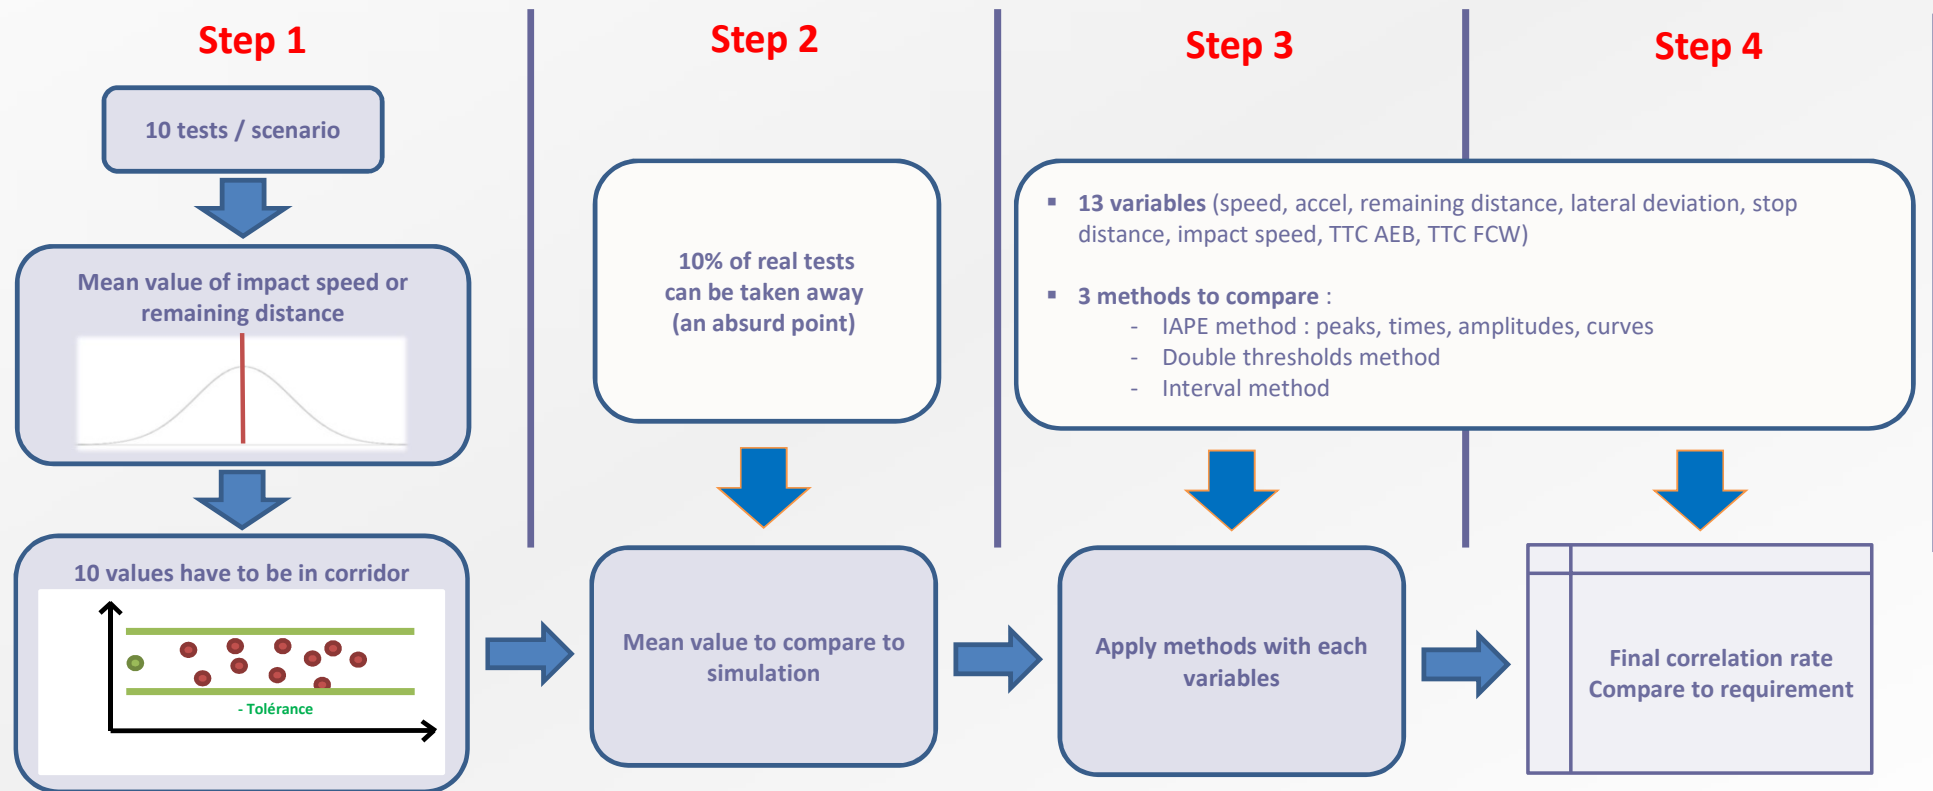 Step 1
10 tests / scenario
Mean value of impact speed or
remaining distance
10 values have to be in corridor
- Tolérance
Step 2
10% of real tests
can be taken away
(an absurd point)
Mean value to compare to
simulation
Step 3
Step 4
▪ 13 variables (speed, accel, remaining distance, lateral deviation, stop
distance, impact speed, TTC AEB, TTC FCW)
▪ 3 methods to compare :
- IAPE method : peaks, times, amplitudes, curves
- Double thresholds method
- Interval method
Apply methods with each
variables
Final correlation rate
Compare to requirement